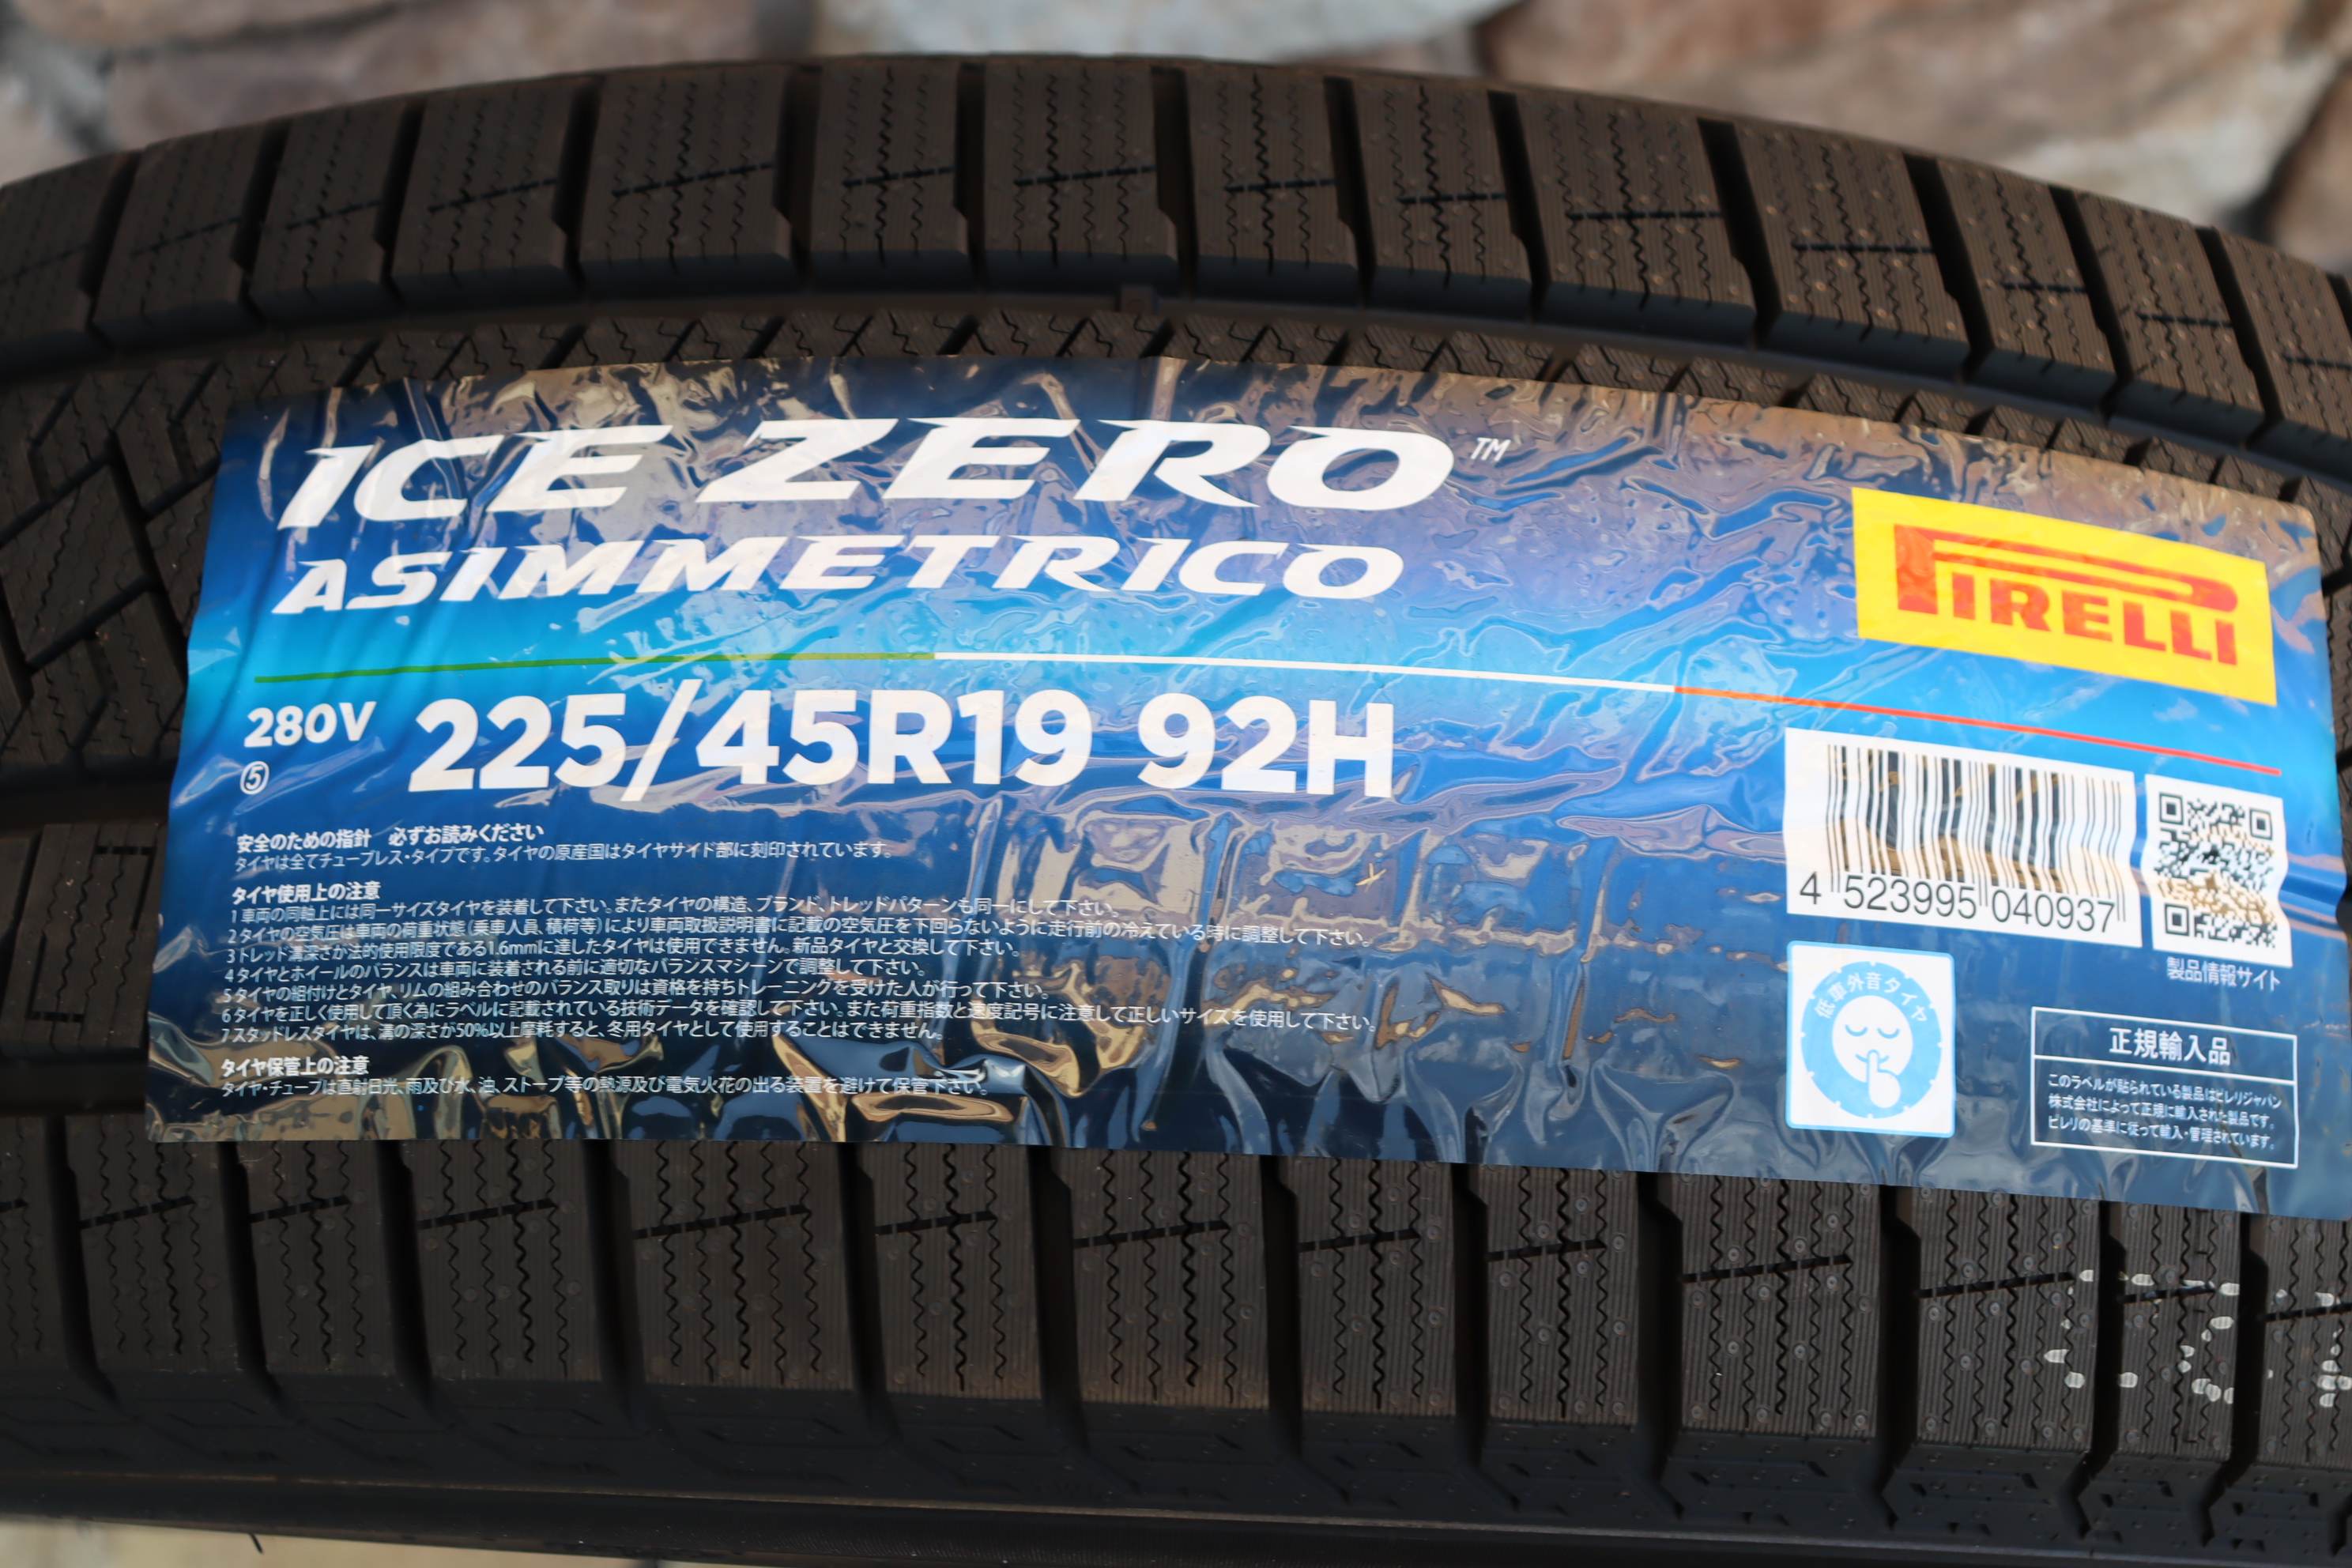 ICE ZERO™
ASIMMETRICO
PIRELLI
280V
⑤
225/45R19 92H
安全のための指針　必ずお読みください
タイヤは全てチューブレス・タイプです。タイヤの原産国はタイヤサイド部に刻印されています。
タイヤ使用上の注意
1 車両の同軸上には同一サイズタイヤを装着して下さい。またタイヤの構造、ブランド、トレッドパターンも同一にして下さい。
2 タイヤの空気圧は車両の荷重状態（乗車人員、積荷等）により車両取扱説明書に記載の空気圧を下回らないように走行前の冷えている時に調整して下さい。
3 トレッド溝深さが法的使用限度である1.6mmに達したタイヤは使用できません。新品タイヤと交換して下さい。
4 タイヤとホイールのバランスは車両に装着される前に適切なバランスマシーンで調整して下さい。
5 タイヤの組付けとタイヤ、リムの組み合わせのバランス取りは資格を持ちトレーニングを受けた人が行って下さい。
6 タイヤを正しく使用して頂く為にラベルに記載されている技術データを確認して下さい。また荷重指数と速度記号に注意して正しいサイズを使用して下さい。
7 スタッドレスタイヤは、溝の深さが50%以上摩耗すると、冬用タイヤとして使用することはできません。
タイヤ保管上の注意
タイヤ・チューブは直射日光、雨及び水、油、ストーブ等の熱源及び電気火花の出る装置を避けて保管下さい。
4 523995 040937
製品情報サイト
低車外音タイヤ
正規輸入品
このラベルが貼られている製品はピレリジャパン
株式会社によって正規に輸入された製品です。
ピレリの基準に従って輸入・管理されています。